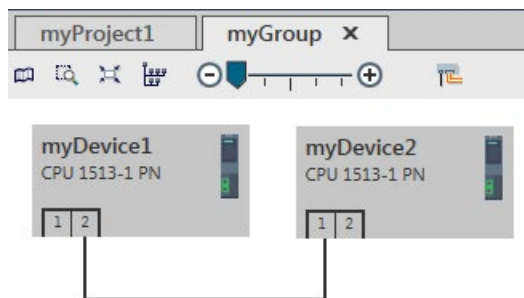 myProject1
myGroup X
myDevice1
CPU 1513-1 PN
1 2
myDevice2
CPU 1513-1 PN
1 2